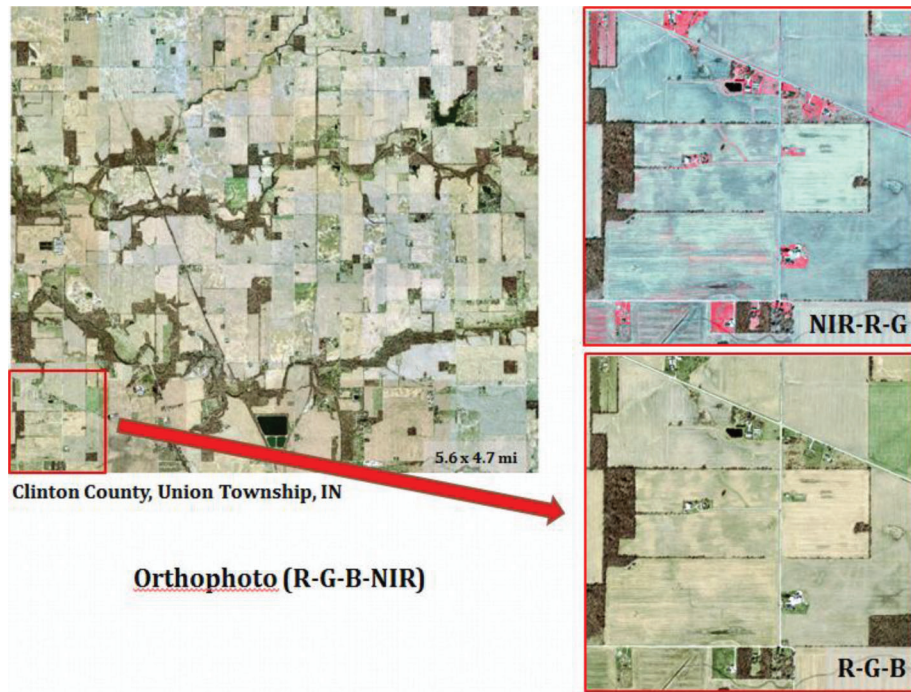 NIR-R-G
5.6 x 4.7 mi
Clinton County, Union Township, IN
Orthophoto (R-G-B-NIR)
R-G-B